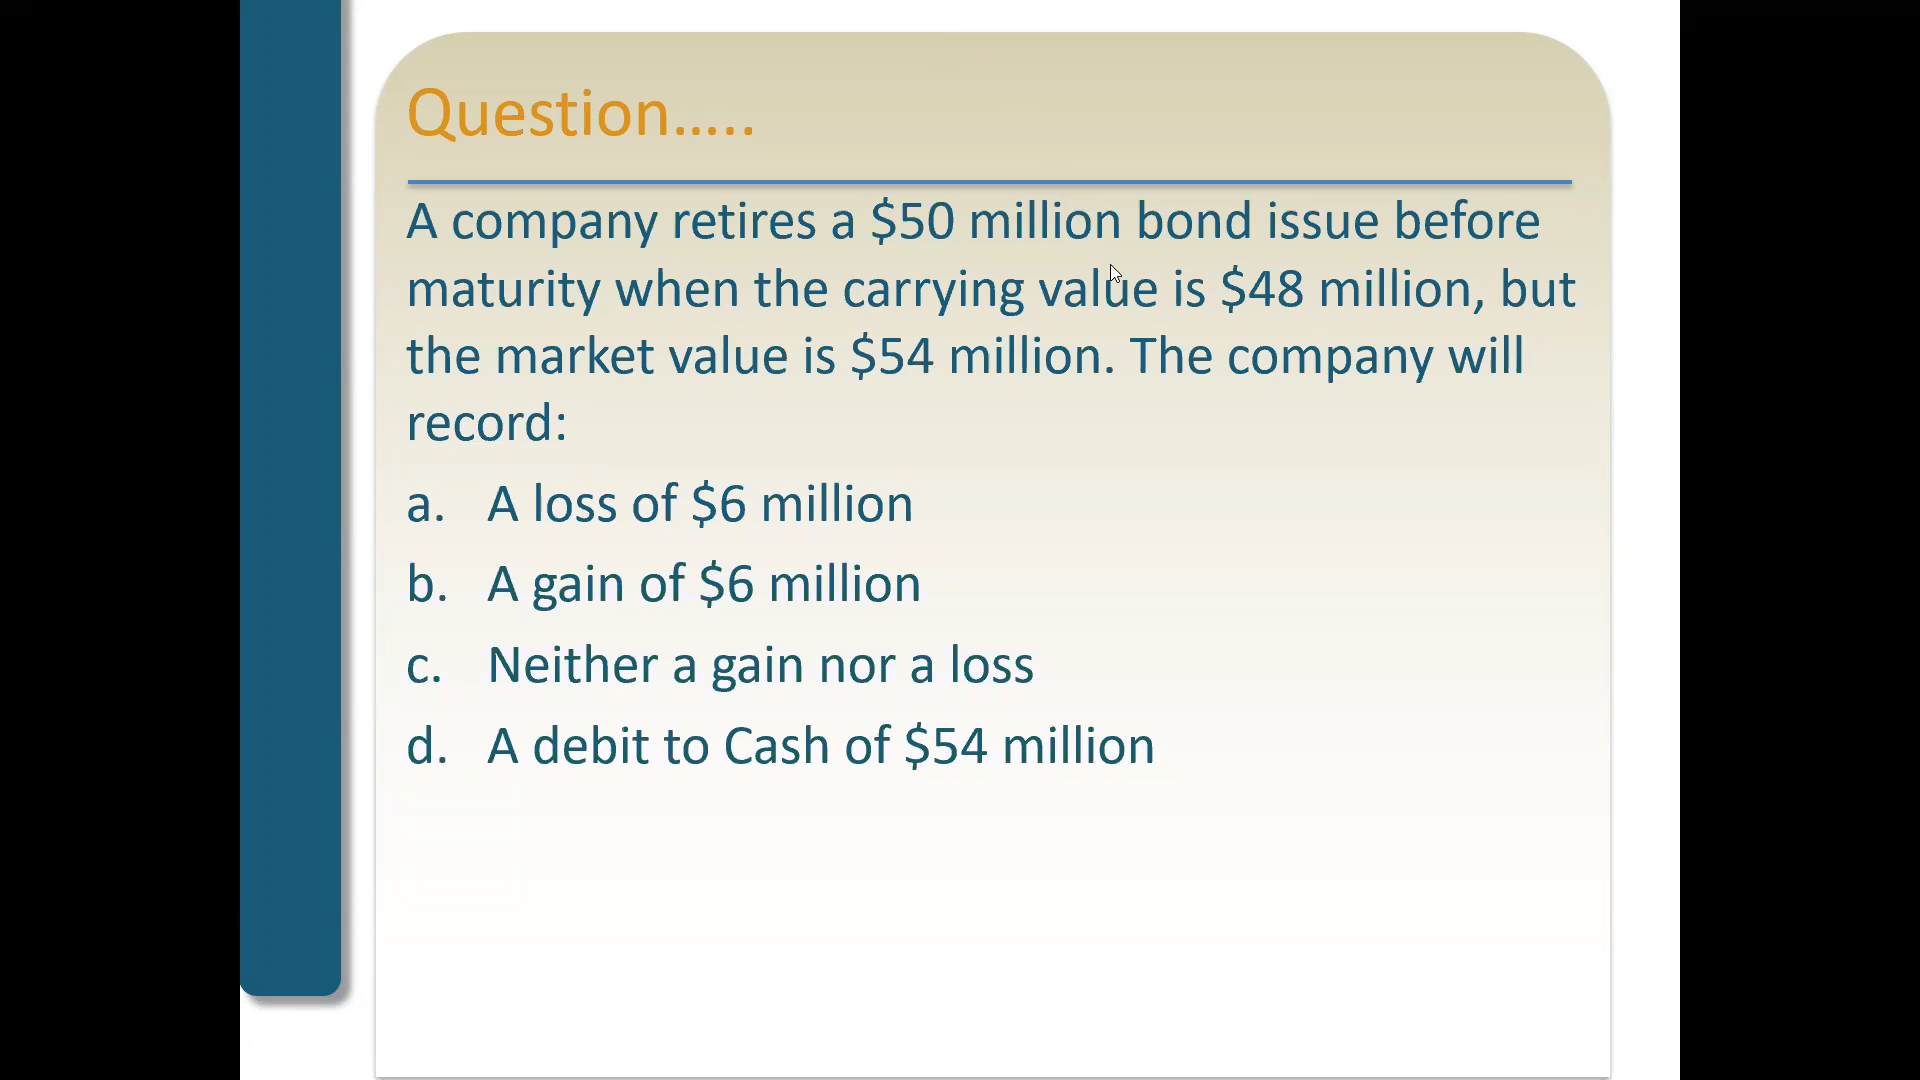 Question.....
A company retires a $50 million bond issue before
maturity when the carrying value is $48 million, but
the market value is $54 million. The company will
record:
a. A loss of $6 million
b. A gain of $6 million
c. Neither a gain nor a loss
d. A debit to Cash of $54 million